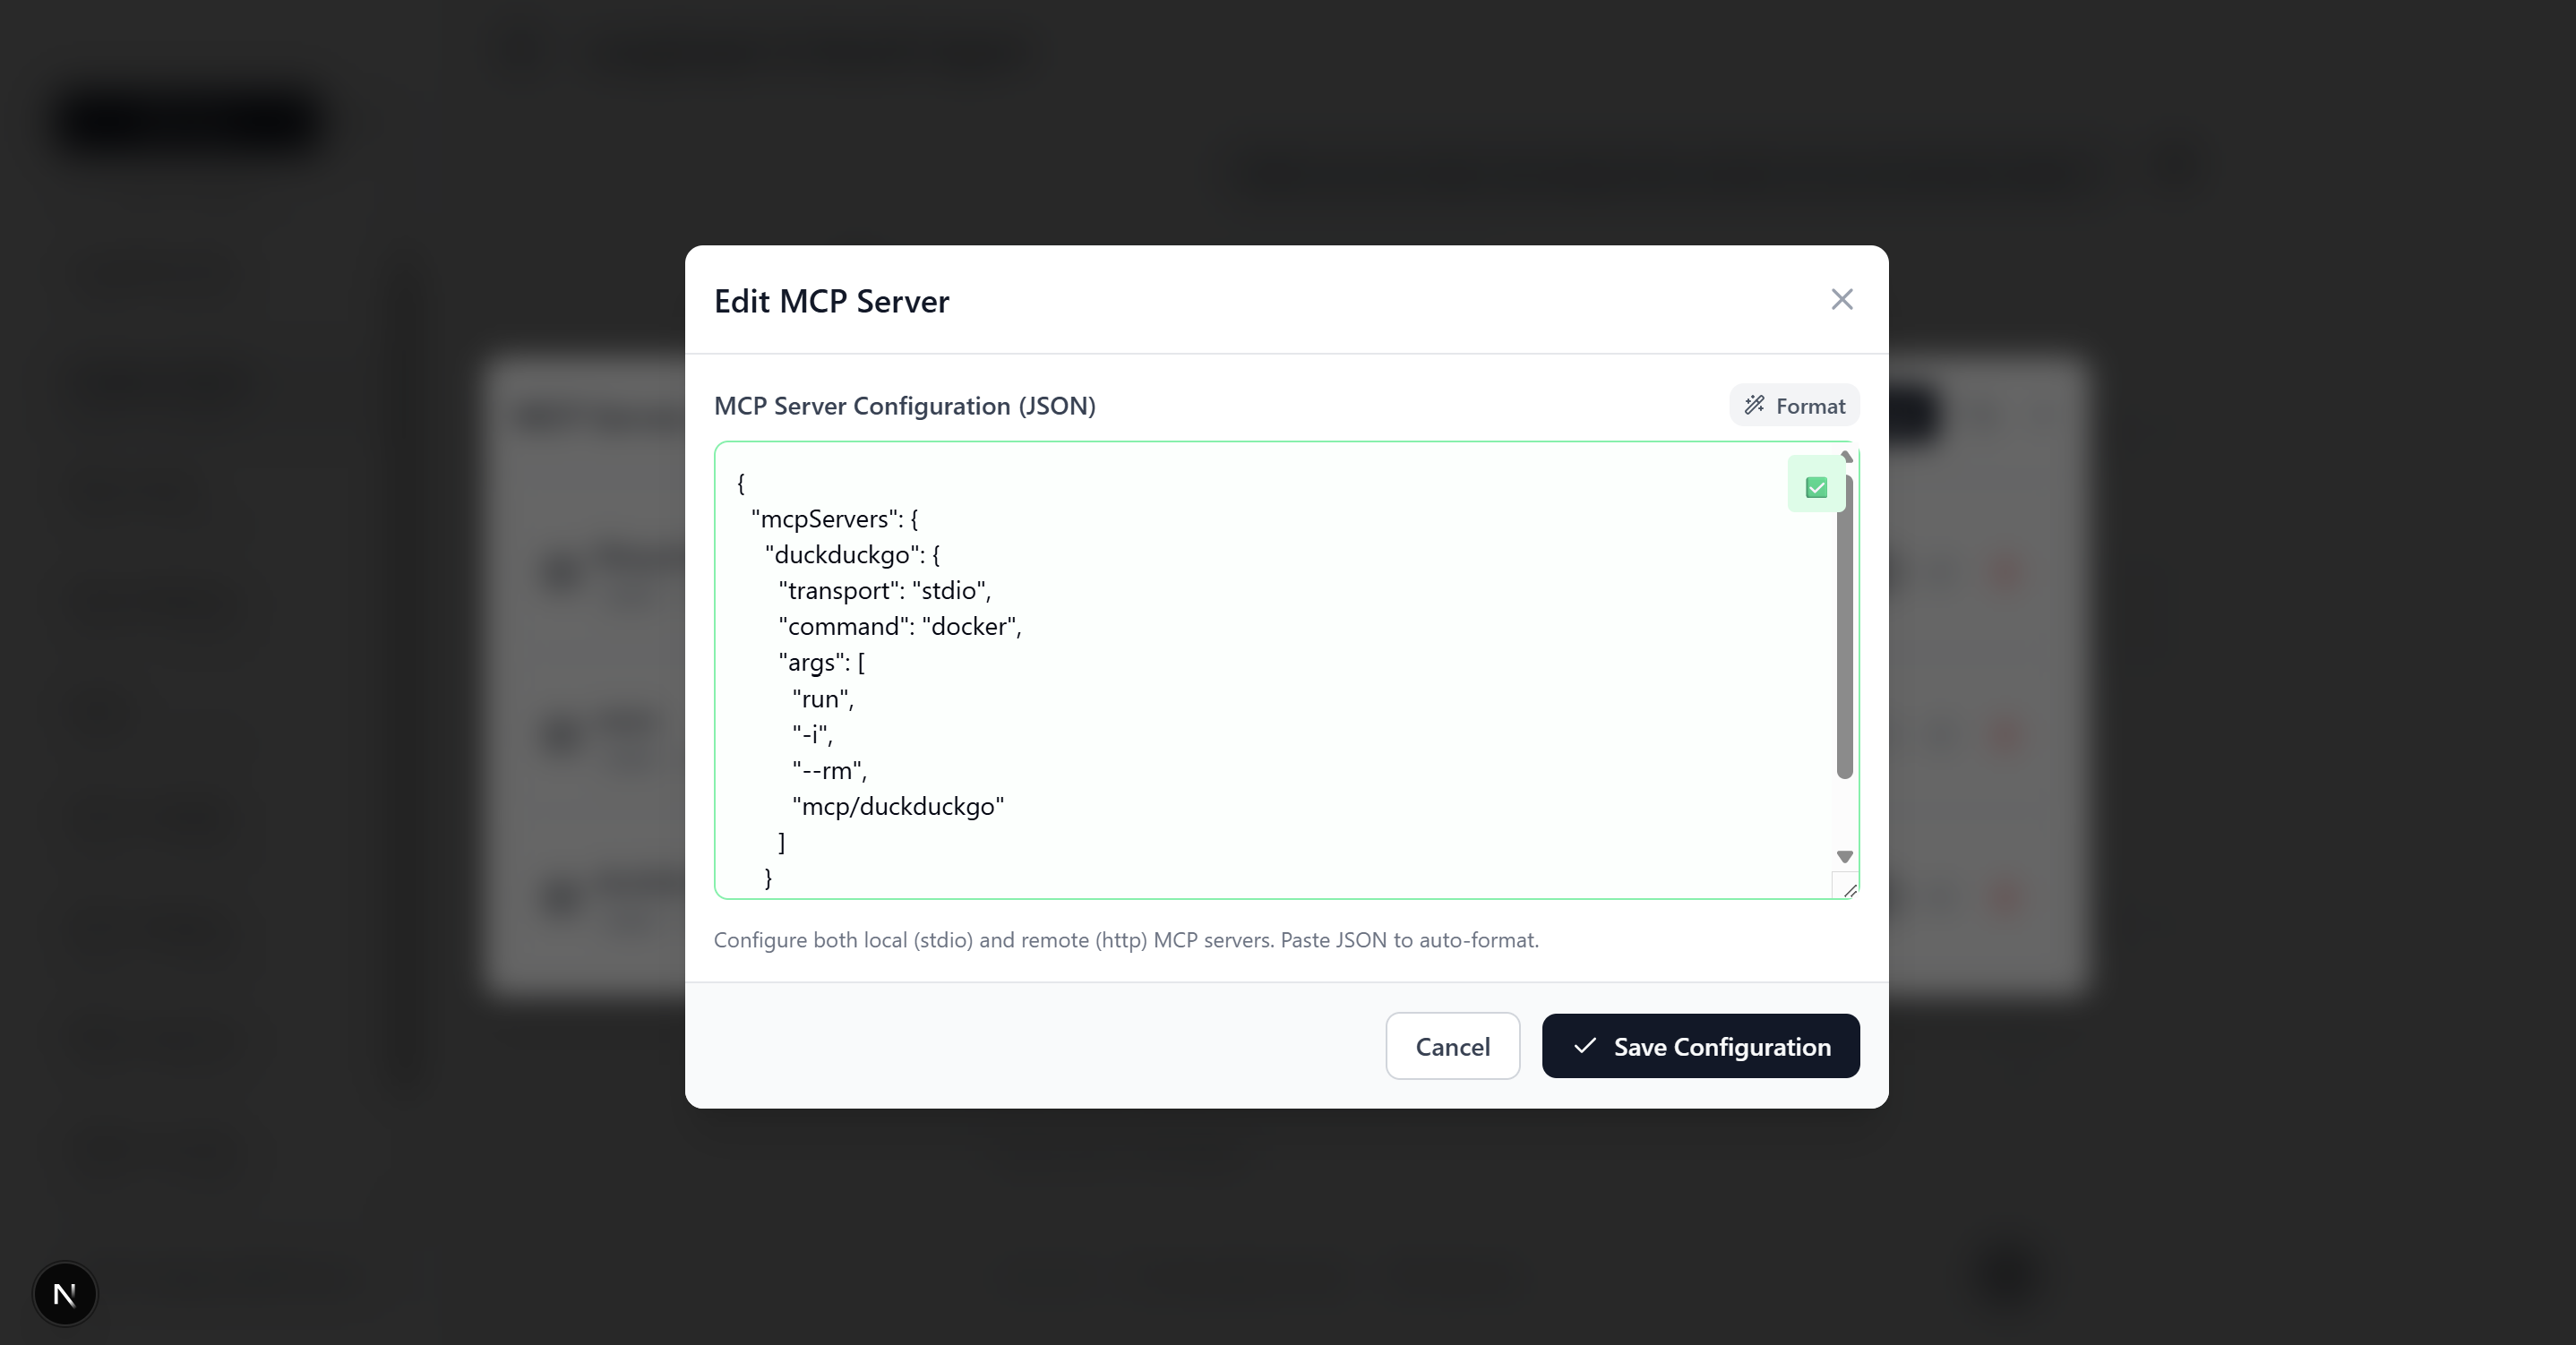 Edit MCP Server
MCP Server Configuration (JSON)
Format
{
"mcpServers": {
"duckduckgo": {
"transport": "stdio",
"command": "docker",
"args": [
"run",
"-i",
"--rm",
"mcp/duckduckgo"
]
}
Configure both local (stdio) and remote (http) MCP servers. Paste JSON to auto-format.
Cancel
Save Configuration
N